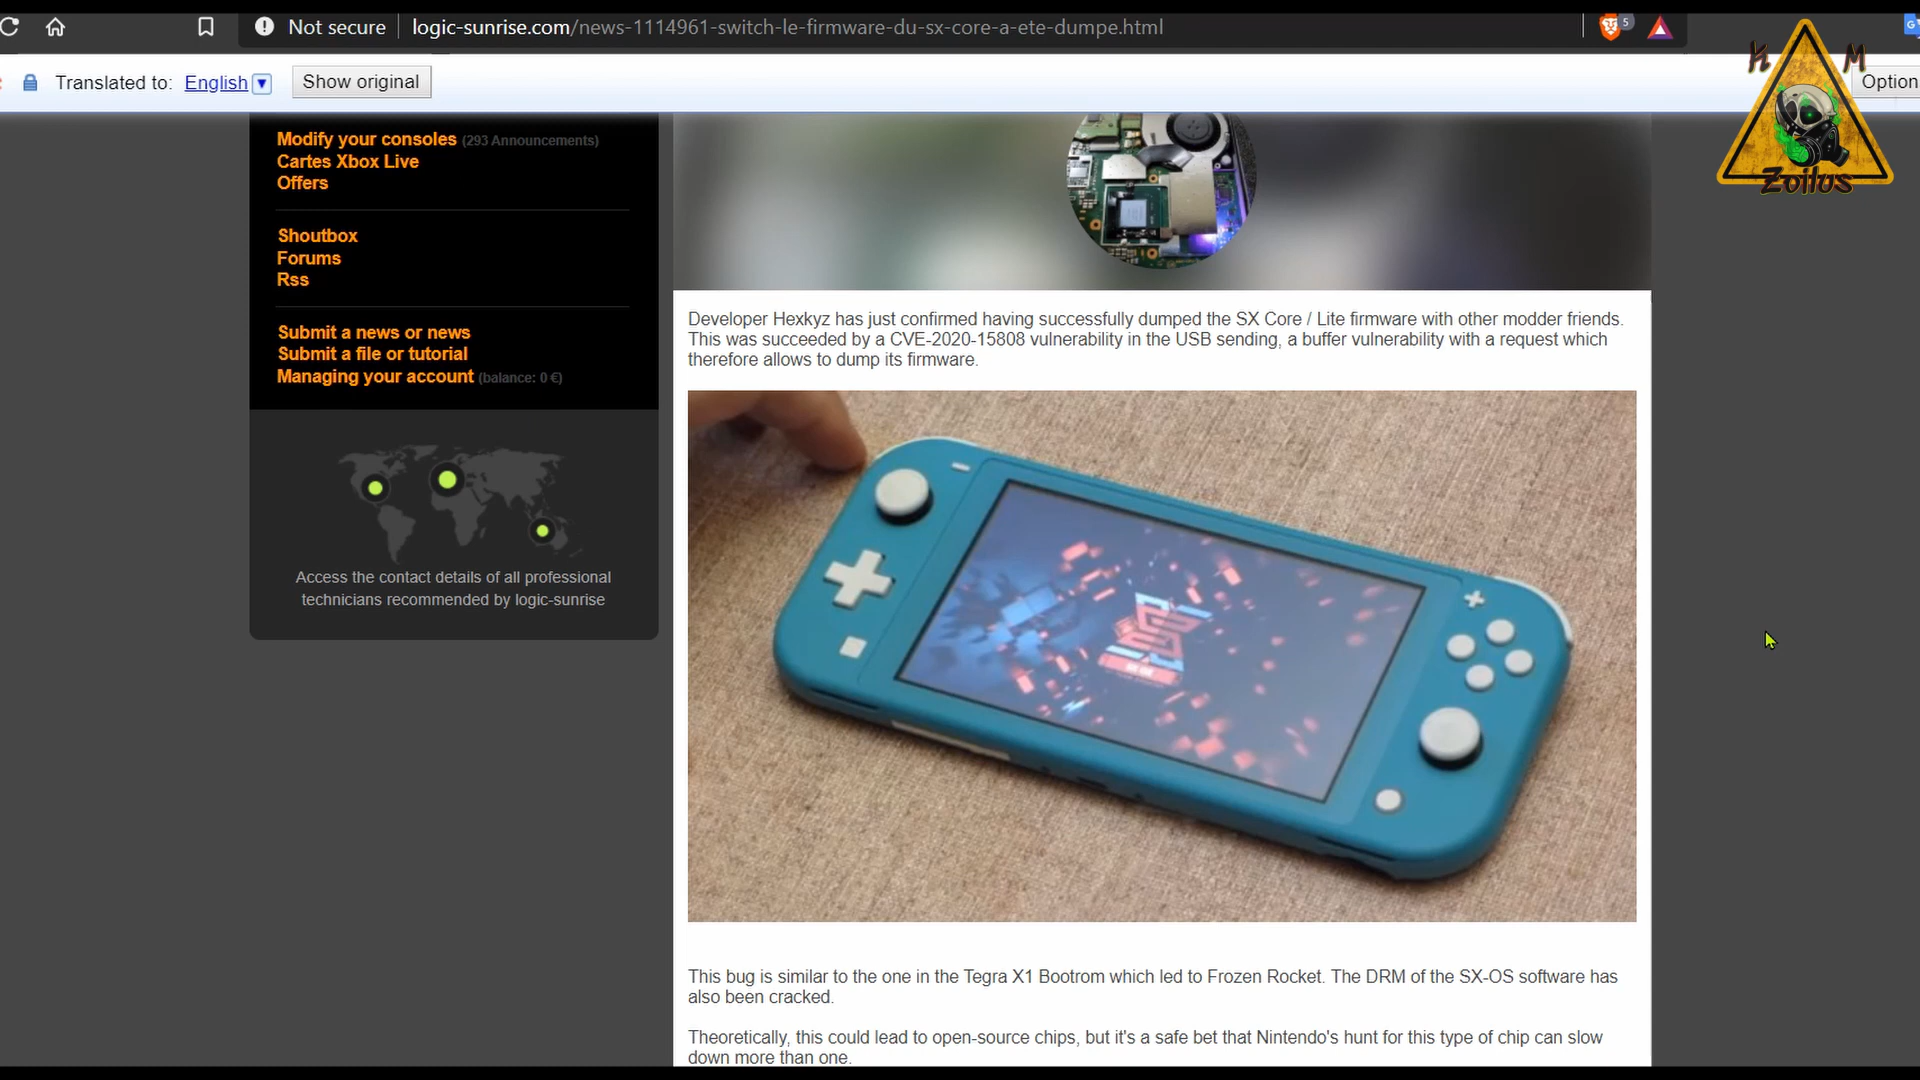 Not secure
logic-sunrise.com/news-1114961-switch-le-firmware-du-sx-core-a-ete-dumpe.html
5
Translated to: English
Show original
Option
K M
Zoilus
Modify your consoles (293 Announcements)
Cartes Xbox Live
Offers
Shoutbox
Forums
Rss
Submit a news or news
Submit a file or tutorial
Managing your account (balance: 0 €)
Access the contact details of all professional
technicians recommended by logic-sunrise
Developer Hexkyz has just confirmed having successfully dumped the SX Core / Lite firmware with other modder friends.
This was succeeded by a CVE-2020-15808 vulnerability in the USB sending, a buffer vulnerability with a request which
therefore allows to dump its firmware.
This bug is similar to the one in the Tegra X1 Bootrom which led to Frozen Rocket. The DRM of the SX-OS software has
also been cracked.
Theoretically, this could lead to open-source chips, but it's a safe bet that Nintendo's hunt for this type of chip can slow
down more than one.